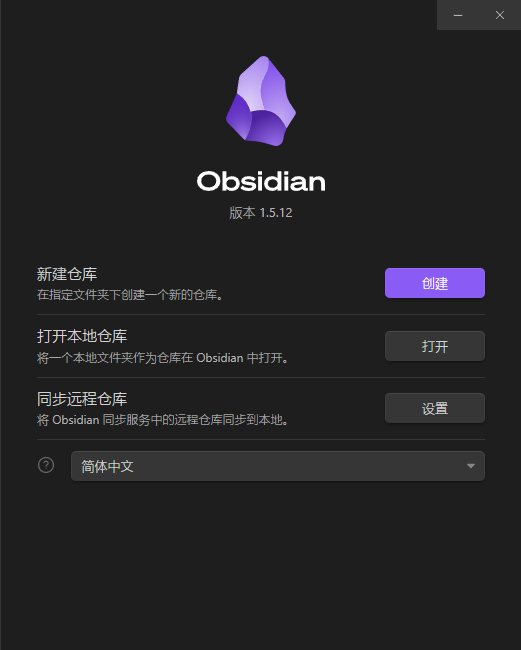 Obsidian
版本 1.5.12
新建仓库
在指定文件夹下创建一个新的仓库。
创建
打开本地仓库
将一个本地文件夹作为仓库在 Obsidian 中打开。
打开
同步远程仓库
将 Obsidian 同步服务中的远程仓库同步到本地。
设置
简体中文